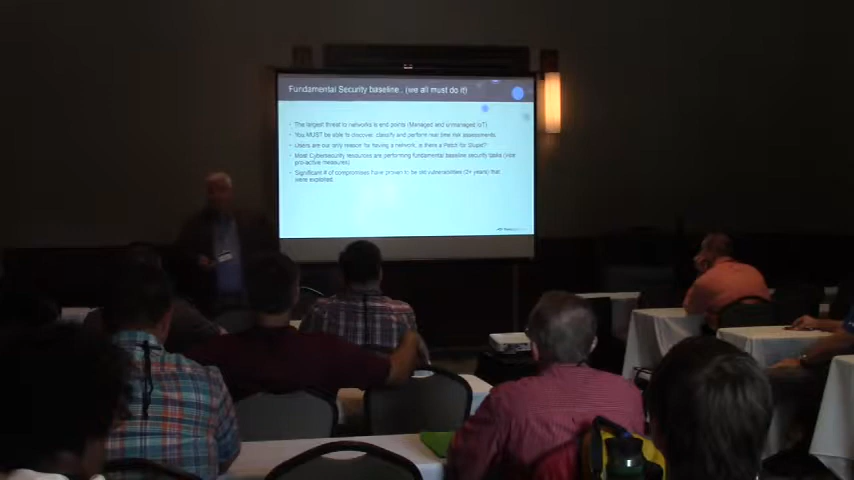 Fundamental Security baseline . (we all must do it)
• The largest threat to networks is end points (Managed and unmanaged IoT)
• You MUST be able to discover, classify and perform real time risk assessments.
• Users are our only reason for having a network, is there a Patch for Stupid?
• Most Cybersecurity resources are performing fundamental baseline security tasks (Vice
pro-active measures)
• Significant # of compromises have proven to be old vulnerabilities (2+ years) that
were exploited.